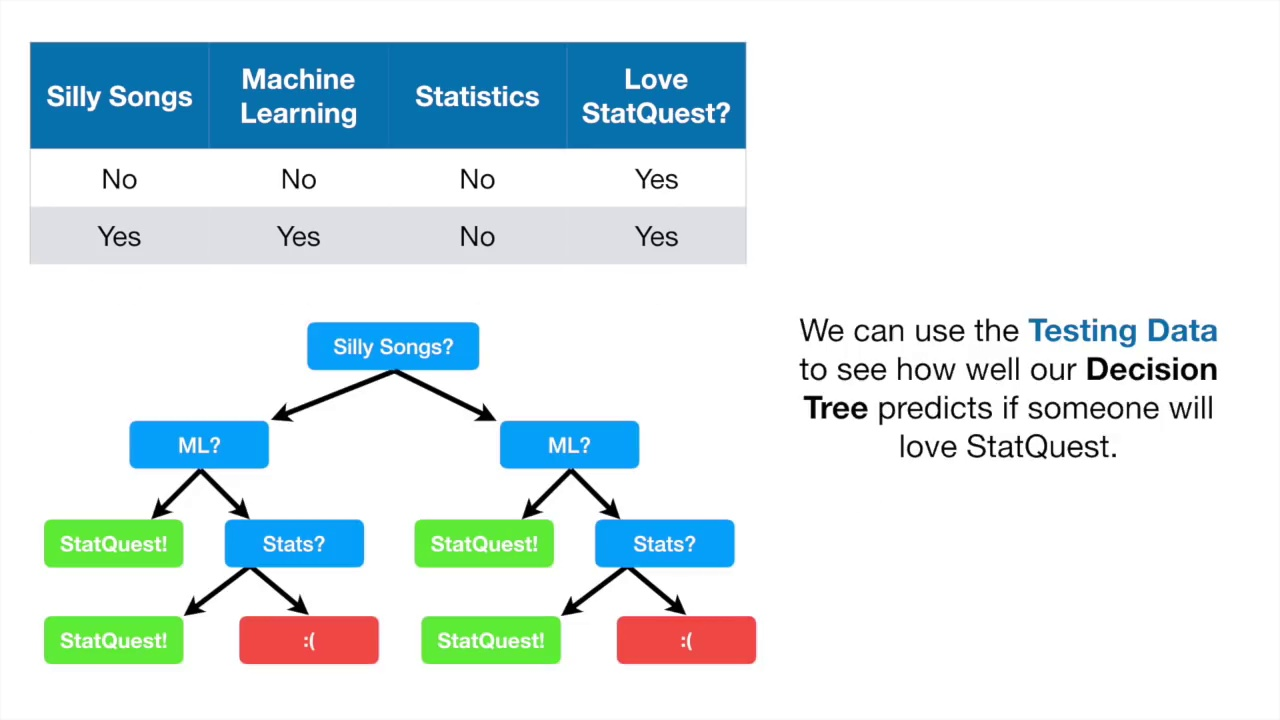 Silly Songs Machine Learning Statistics Love StatQuest?
No No No Yes
Yes Yes No Yes
Silly Songs?
ML? ML?
StatQuest! Stats? StatQuest! Stats?
StatQuest! :( StatQuest! :(
We can use the Testing Data
to see how well our Decision
Tree predicts if someone will
love StatQuest.